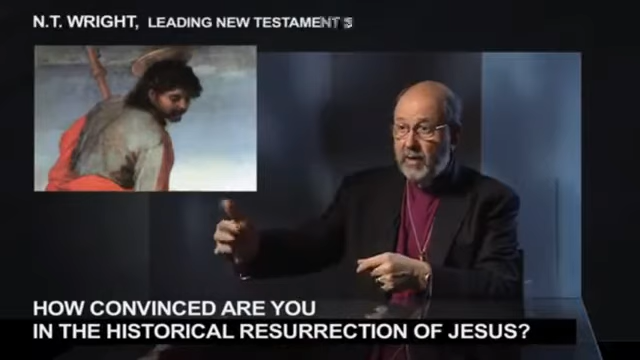 N.T. WRIGHT, LEADING NEW TESTAMENT S
HOW CONVINCED ARE YOU
IN THE HISTORICAL RESURRECTION OF JESUS?